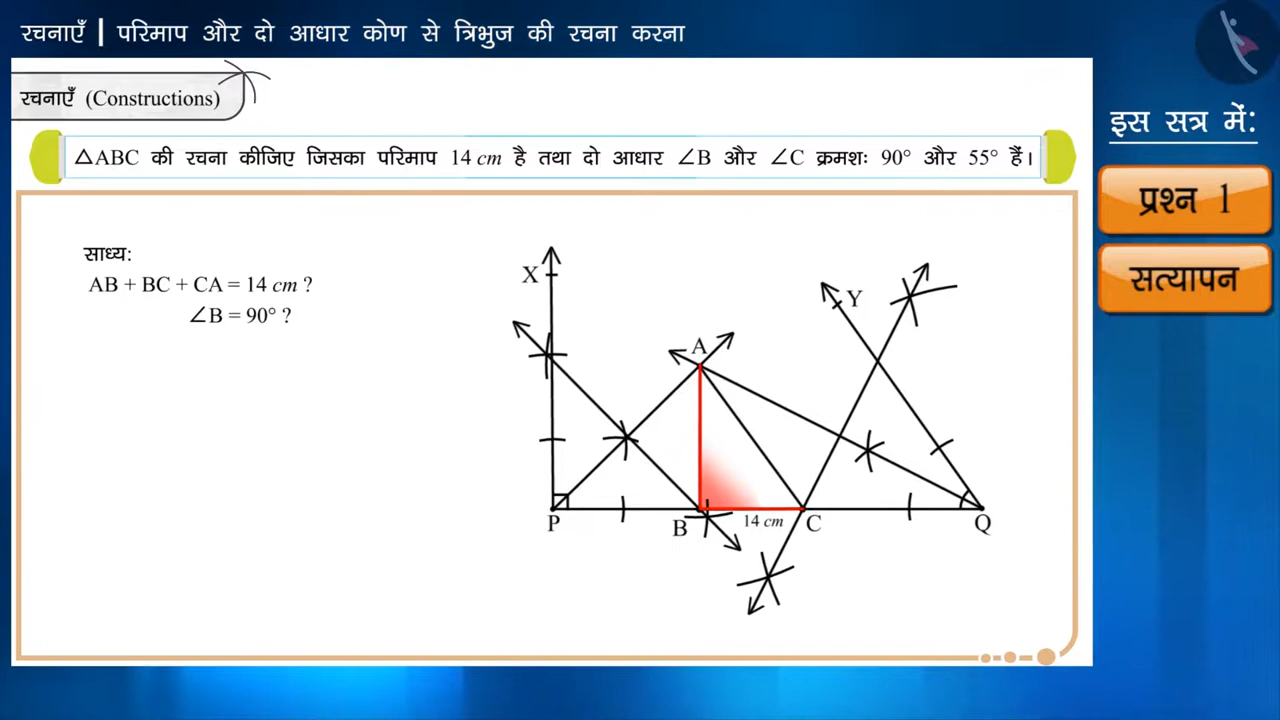 रचनाएँ | परिमाप और दो आधार कोण से त्रिभुज की रचना करना
रचनाएँ (Constructions)
△ABC की रचना कीजिए जिसका परिमाप 14 cm है तथा दो आधार ∠B और ∠C क्रमशः 90° और 55° हैं।
इस सत्र में:
प्रश्न 1
सत्यापन
साध्य:
AB + BC + CA = 14 cm ?
∠B = 90° ?
X
Y
A
P
B
14 cm
C
Q